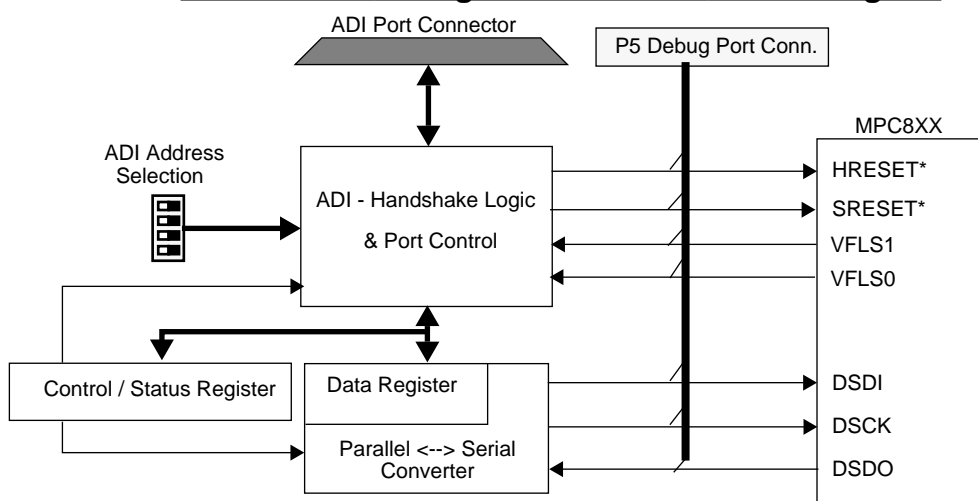 ADI Port Connector
P5 Debug Port Conn.
MPC8XX
ADI Address
Selection
ADI - Handshake Logic
& Port Control
HRESET*
SRESET*
VFLS1
VFLS0
Control / Status Register
Data Register
Parallel <--> Serial
Converter
DSDI
DSCK
DSDO